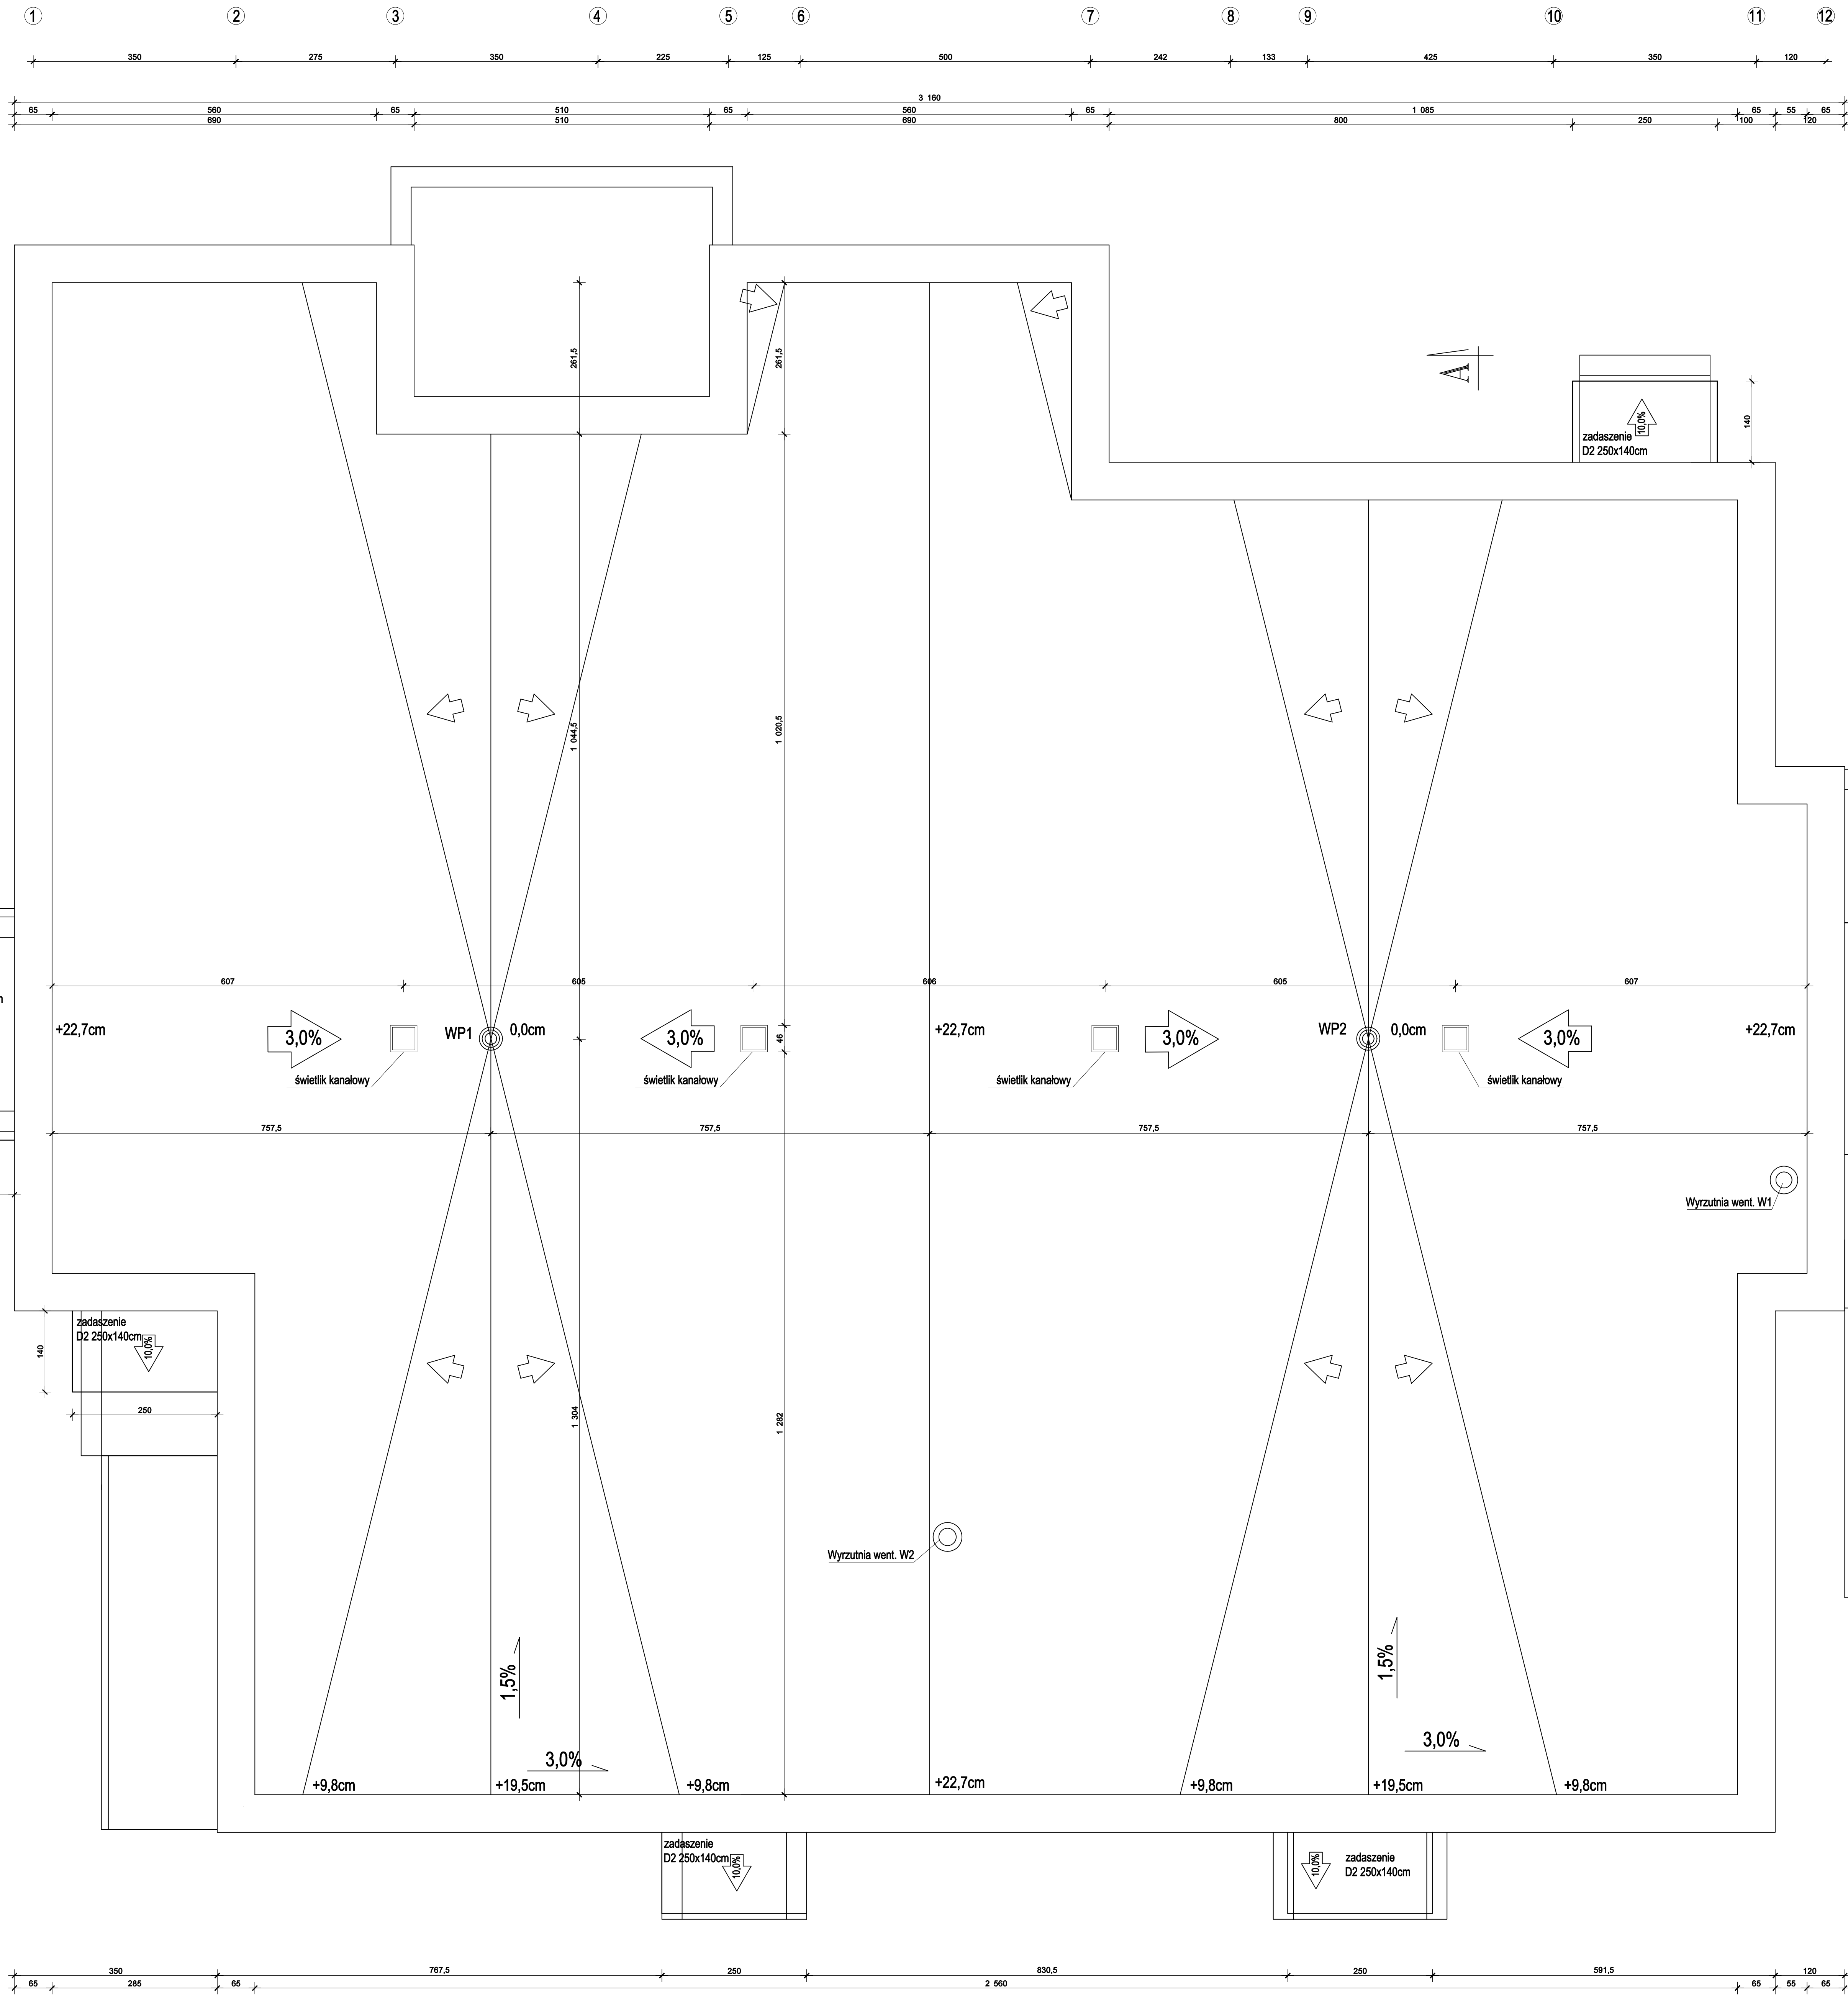 1 2 3 4 5 6 7 8 9 10 11 12
350 275 350 225 125 500 242 133 425 350 120
3 160
65 560 65 510 65 560 65 1 085 65 55 65
690 510 690 800 250 100 120
261,5 261,5
A
10,0%
140
zadaszenie
D2 250x140cm
1 044,5 1 020,5
607 605 606 605 607
+22,7cm 3,0% WP1 0,0cm 3,0% 46 +22,7cm 3,0% WP2 0,0cm 3,0% +22,7cm
świetlik kanałowy świetlik kanałowy świetlik kanałowy świetlik kanałowy
757,5 757,5 757,5 757,5
Wyrzutnia went. W1
zadaszenie
D2 250x140cm
10,0%
140
250
1 304 1 282
Wyrzutnia went. W2
1,5% 1,5%
3,0% 3,0%
+9,8cm +19,5cm +9,8cm +22,7cm +9,8cm +19,5cm +9,8cm
zadaszenie
D2 250x140cm
10,0%
10,0%
zadaszenie
D2 250x140cm
350 767,5 250 830,5 250 591,5 120
65 285 65 2 560 65 55 65